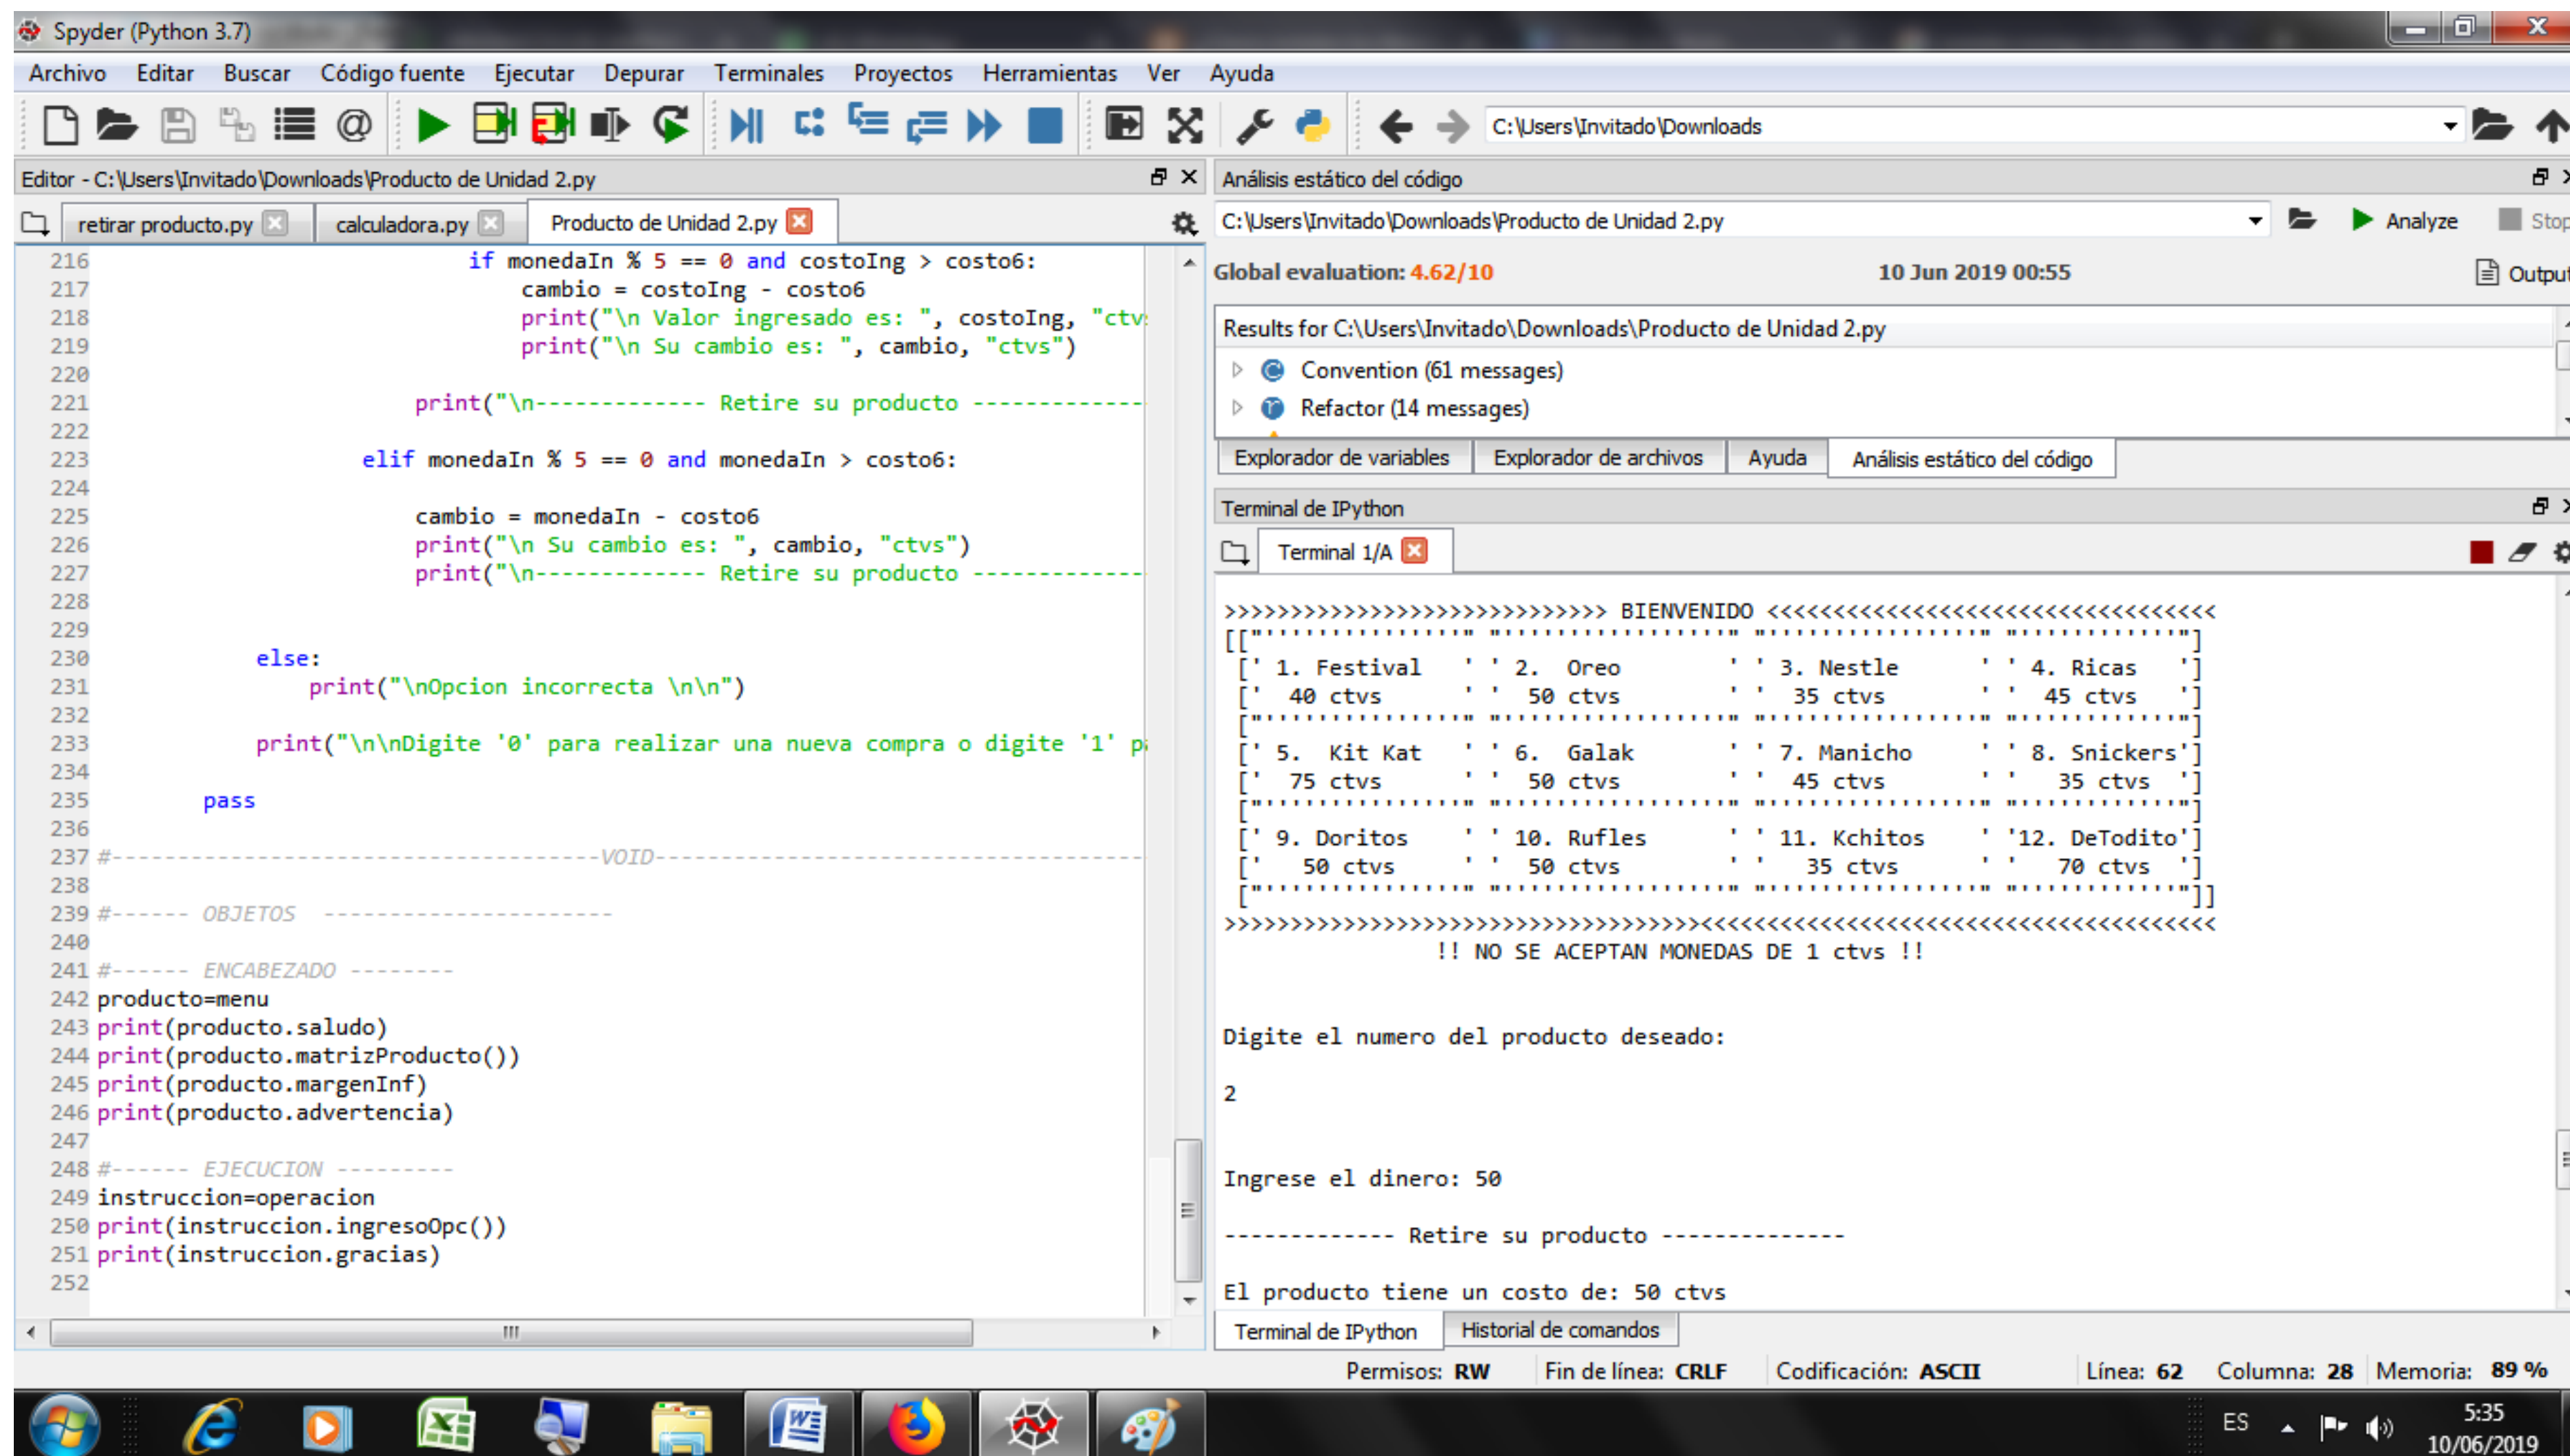 Spyder (Python 3.7)
Archivo Editar Buscar Código fuente Ejecutar Depurar Terminales Proyectos Herramientas Ver Ayuda
C:\Users\Invitado\Downloads
Editor - C:\Users\Invitado\Downloads\Producto de Unidad 2.py
retirar producto.py calculadora.py Producto de Unidad 2.py
216 if monedaIn % 5 == 0 and costoIng > costo6:
217 cambio = costoIng - costo6
218 print("\n Valor ingresado es: ", costoIng, "ctv
219 print("\n Su cambio es: ", cambio, "ctvs")
220
221 print("\n------------- Retire su producto -------------
222
223 elif monedaIn % 5 == 0 and monedaIn > costo6:
224
225 cambio = monedaIn - costo6
226 print("\n Su cambio es: ", cambio, "ctvs")
227 print("\n------------- Retire su producto -------------
228
229
230 else:
231 print("\nOpcion incorrecta \n\n")
232
233 print("\n\nDigite '0' para realizar una nueva compra o digite '1' p
234
235 pass
236
237 #-------------------------------------VOID-------------------------------------
238
239 #------ OBJETOS ----------------------
240
241 #------ ENCABEZADO --------
242 producto=menu
243 print(producto.saludo)
244 print(producto.matrizProducto())
245 print(producto.margenInf)
246 print(producto.advertencia)
247
248 #------ EJECUCION ---------
249 instruccion=operacion
250 print(instruccion.ingresoOpc())
251 print(instruccion.gracias)
252
Análisis estático del código
C:\Users\Invitado\Downloads\Producto de Unidad 2.py Analyze Stop
Global evaluation: 4.62/10 10 Jun 2019 00:55 Output
Results for C:\Users\Invitado\Downloads\Producto de Unidad 2.py
Convention (61 messages)
Refactor (14 messages)
Explorador de variables Explorador de archivos Ayuda Análisis estático del código
Terminal de IPython
Terminal 1/A
>>>>>>>>>>>>>>>>>>>>>>>>>>>>> BIENVENIDO <<<<<<<<<<<<<<<<<<<<<<<<<<<<<<<<<<
[["'''''''''''''''" "'''''''''''''''''" "''''''''''''''''" "''''''''''''"]
[' 1. Festival ' ' 2. Oreo ' ' 3. Nestle ' ' 4. Ricas ']
[' 40 ctvs ' ' 50 ctvs ' ' 35 ctvs ' ' 45 ctvs ']
["'''''''''''''''" "'''''''''''''''''" "''''''''''''''''" "''''''''''''"]
[' 5. Kit Kat ' ' 6. Galak ' ' 7. Manicho ' ' 8. Snickers']
[' 75 ctvs ' ' 50 ctvs ' ' 45 ctvs ' ' 35 ctvs ']
["'''''''''''''''" "'''''''''''''''''" "''''''''''''''''" "''''''''''''"]
[' 9. Doritos ' ' 10. Rufles ' ' 11. Kchitos ' '12. DeTodito']
[' 50 ctvs ' ' 50 ctvs ' ' 35 ctvs ' ' 70 ctvs ']
["'''''''''''''''" "'''''''''''''''''" "''''''''''''''''" "''''''''''''"]]
>>>>>>>>>>>>>>>>>>>>>>>>>>>>>>>>>>>><<<<<<<<<<<<<<<<<<<<<<<<<<<<<<<<<<<<<<<
!! NO SE ACEPTAN MONEDAS DE 1 ctvs !!
Digite el numero del producto deseado:
2
Ingrese el dinero: 50
------------- Retire su producto --------------
El producto tiene un costo de: 50 ctvs
Terminal de IPython Historial de comandos
Permisos: RW Fin de línea: CRLF Codificación: ASCII Línea: 62 Columna: 28 Memoria: 89 %
ES 5:35
10/06/2019